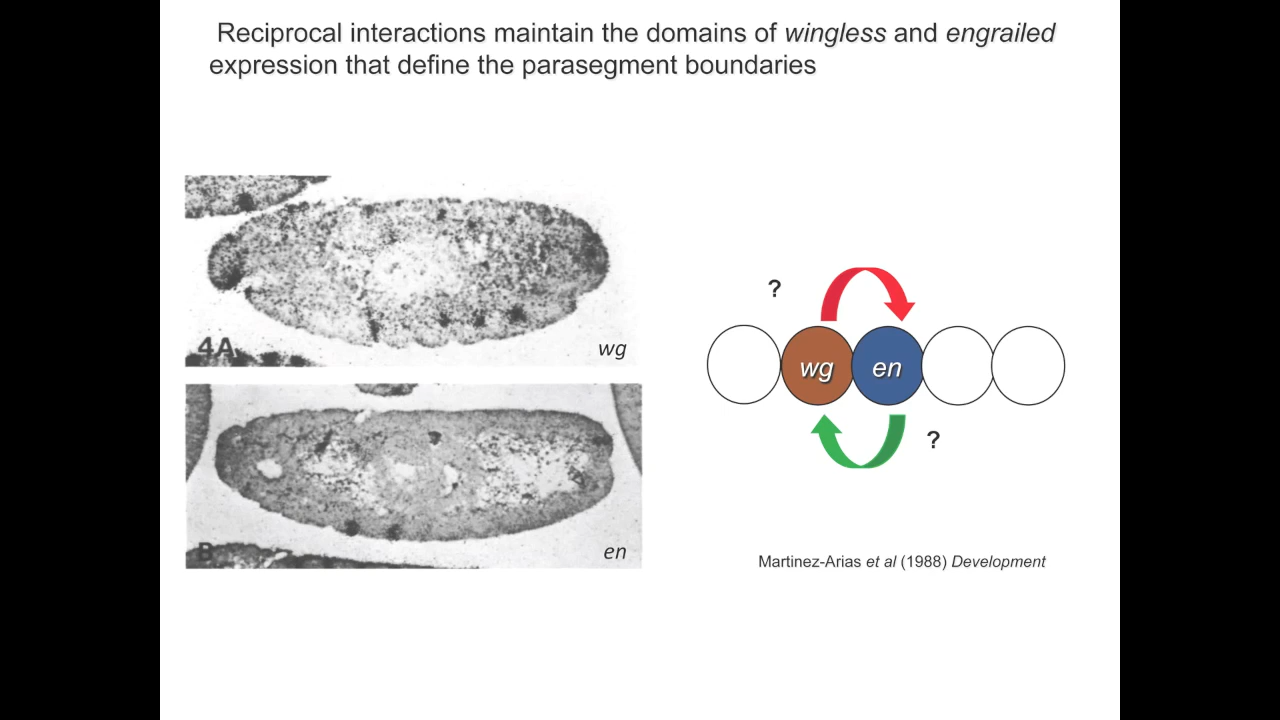 Reciprocal interactions maintain the domains of wingless and engrailed
expression that define the parasegment boundaries
4A
wg
B
en
?
wg en
?
Martinez-Arias et al (1988) Development